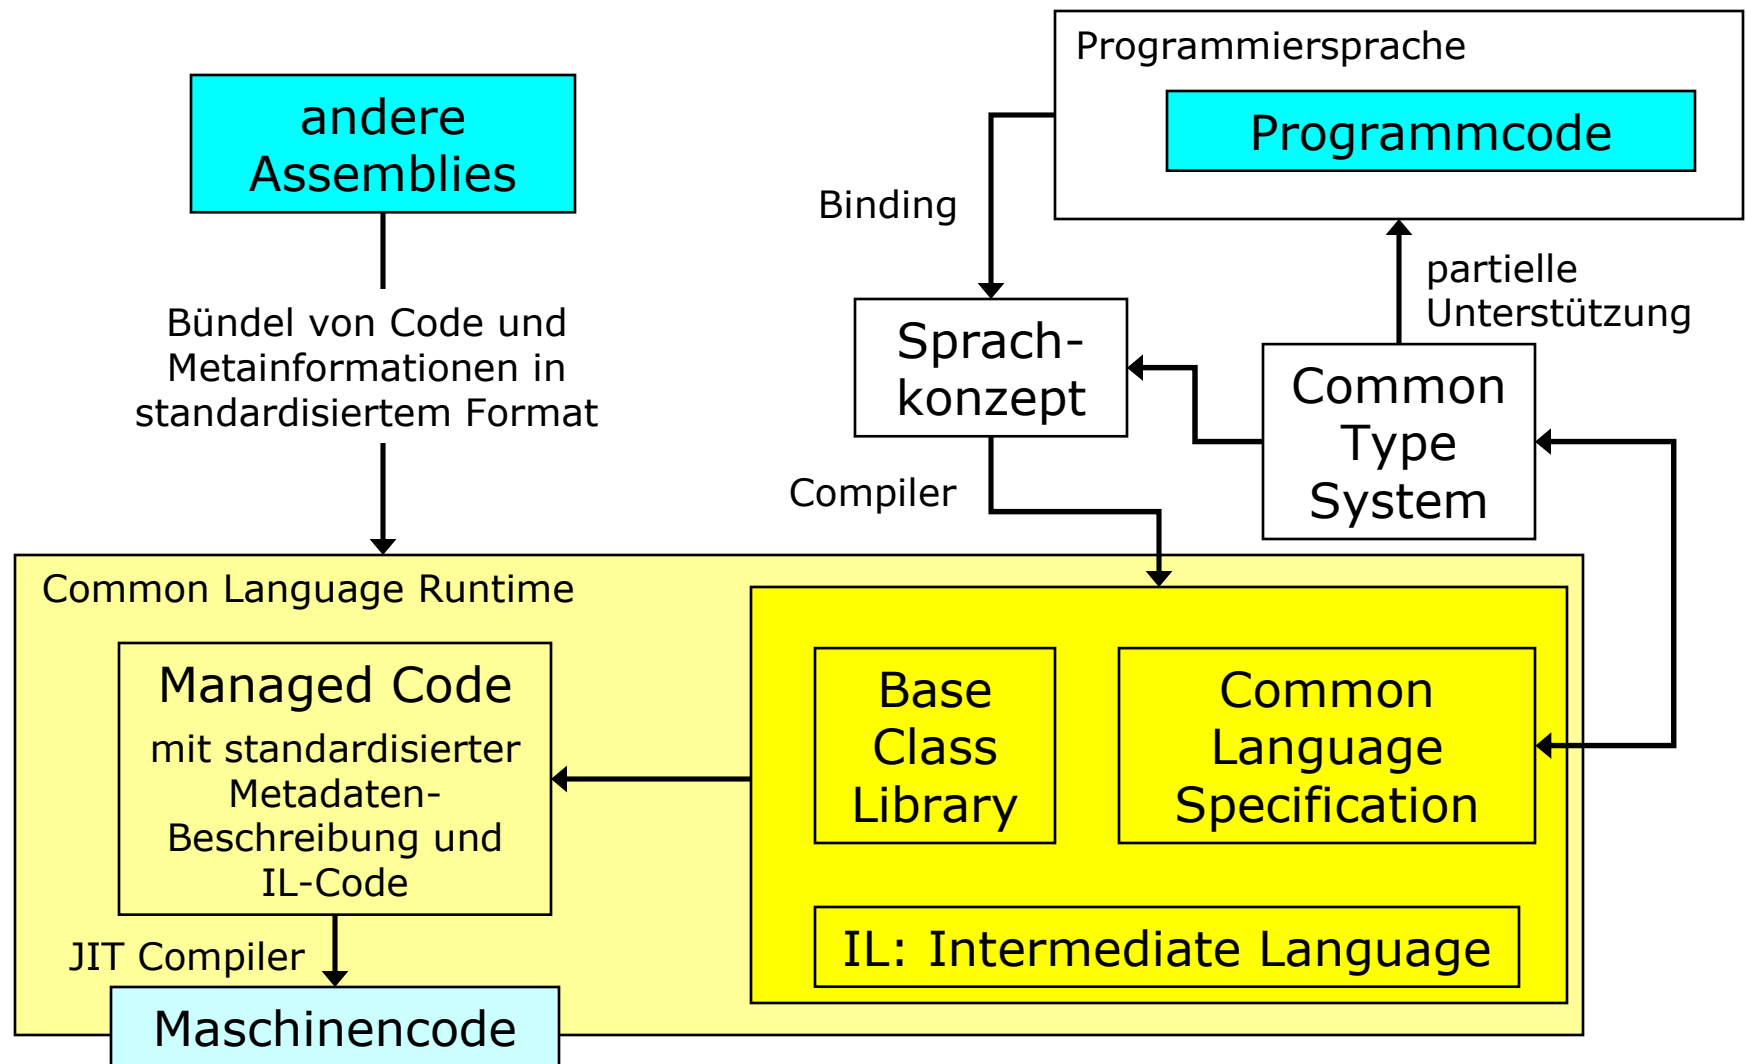 Programmiersprache
Programmcode
andere
Assemblies
Binding
partielle
Unterstützung
Bündel von Code und
Metainformationen in
standardisiertem Format
Sprach-
konzept
Common
Type
System
Compiler
Common Language Runtime
Managed Code
mit standardisierter
Metadaten-
Beschreibung und
IL-Code
Base
Class
Library
Common
Language
Specification
IL: Intermediate Language
JIT Compiler
Maschinencode